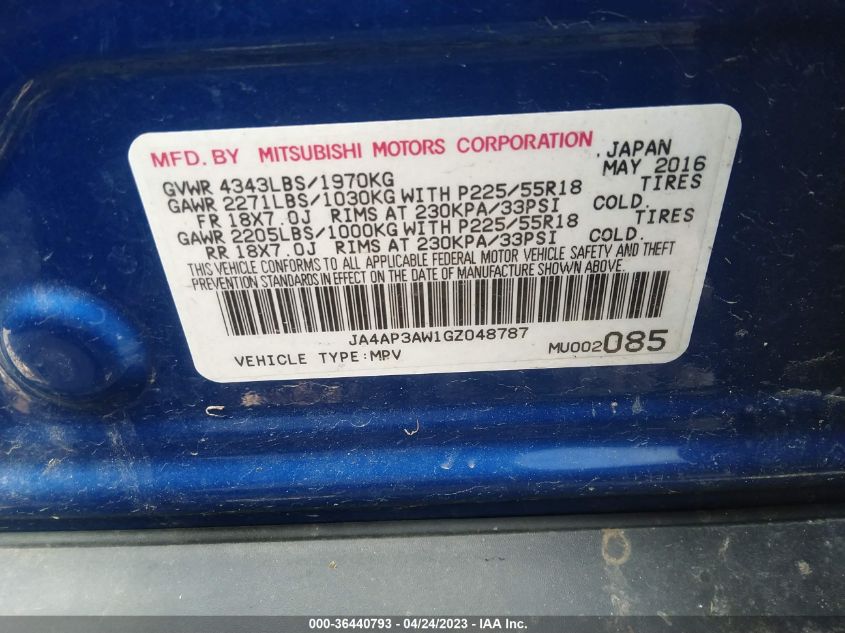 MFD. BY MITSUBISHI MOTORS CORPORATION JAPAN
GVWR 4343LBS/1970KG MAY 2016
GAWR 2271LBS/1030KG WITH P225/55R18 TIRES
FR 18X7.0J RIMS AT 230KPA/33PSI COLD.
GAWR 2205LBS/1000KG WITH P225/55R18 TIRES
RR 18X7.0J RIMS AT 230KPA/33PSI COLD.
THIS VEHICLE CONFORMS TO ALL APPLICABLE FEDERAL MOTOR VEHICLE SAFETY AND THEFT
PREVENTION STANDARDS IN EFFECT ON THE DATE OF MANUFACTURE SHOWN ABOVE.
JA4AP3AW1GZ048787
VEHICLE TYPE:MPV MU002085
000-36440793 - 04/24/2023 - IAA Inc.